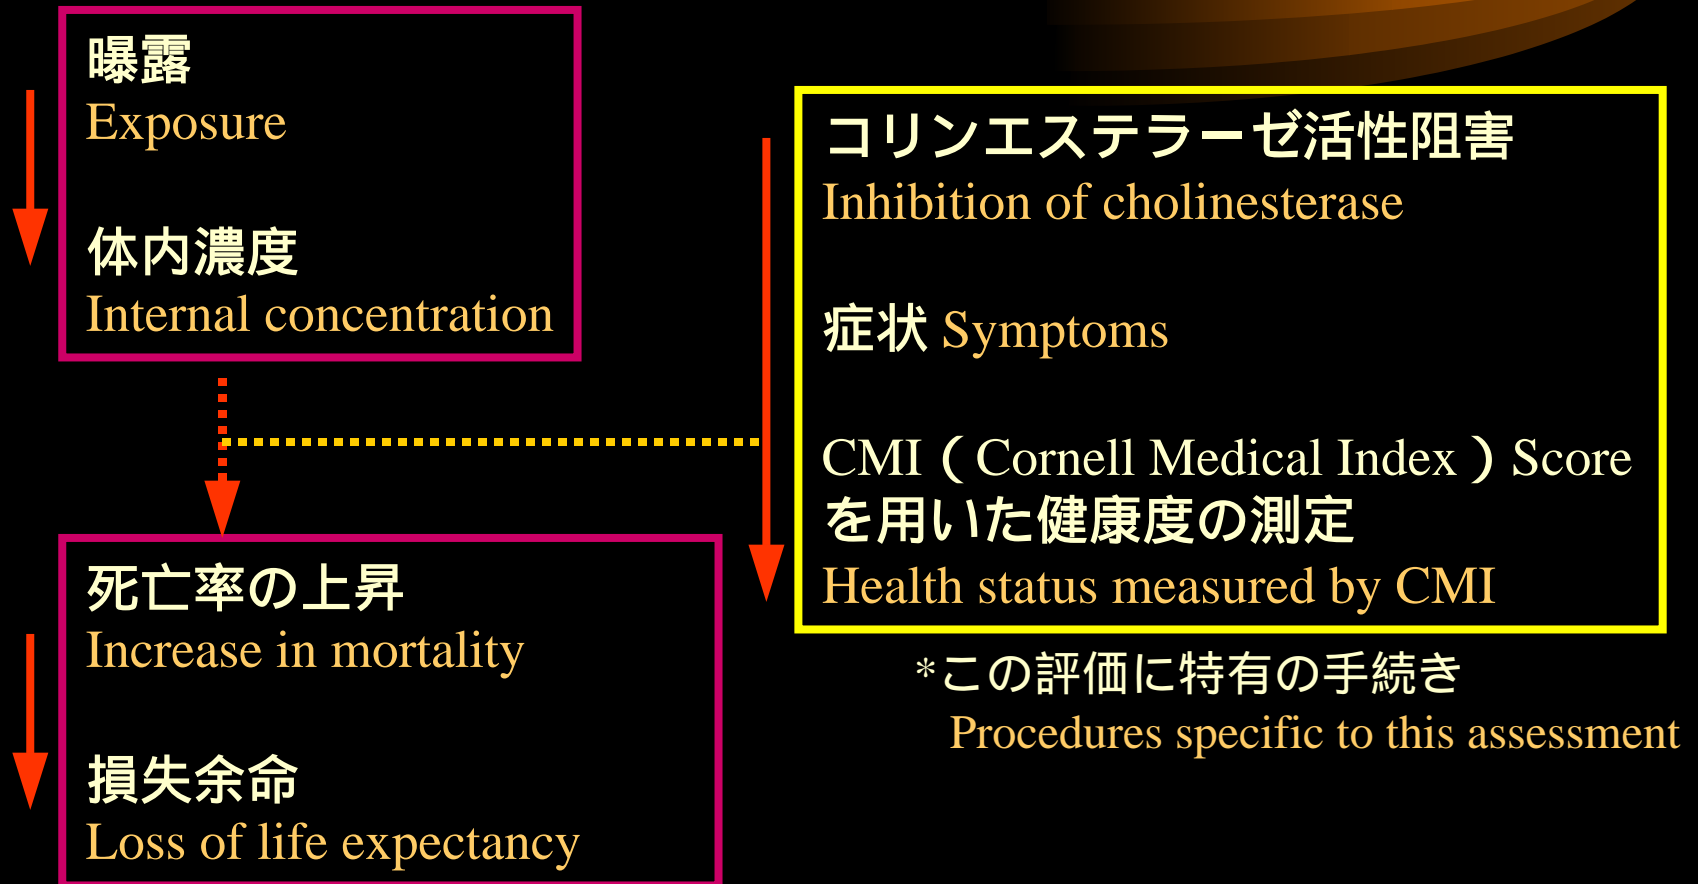 曝露
Exposure
体内濃度
Internal concentration
死亡率の上昇
Increase in mortality
損失余命
Loss of life expectancy
コリンエステラーゼ活性阻害
Inhibition of cholinesterase
症状 Symptoms
CMI（Cornell Medical Index）Score
を用いた健康度の測定
Health status measured by CMI
*この評価に特有の手続き
Procedures specific to this assessment